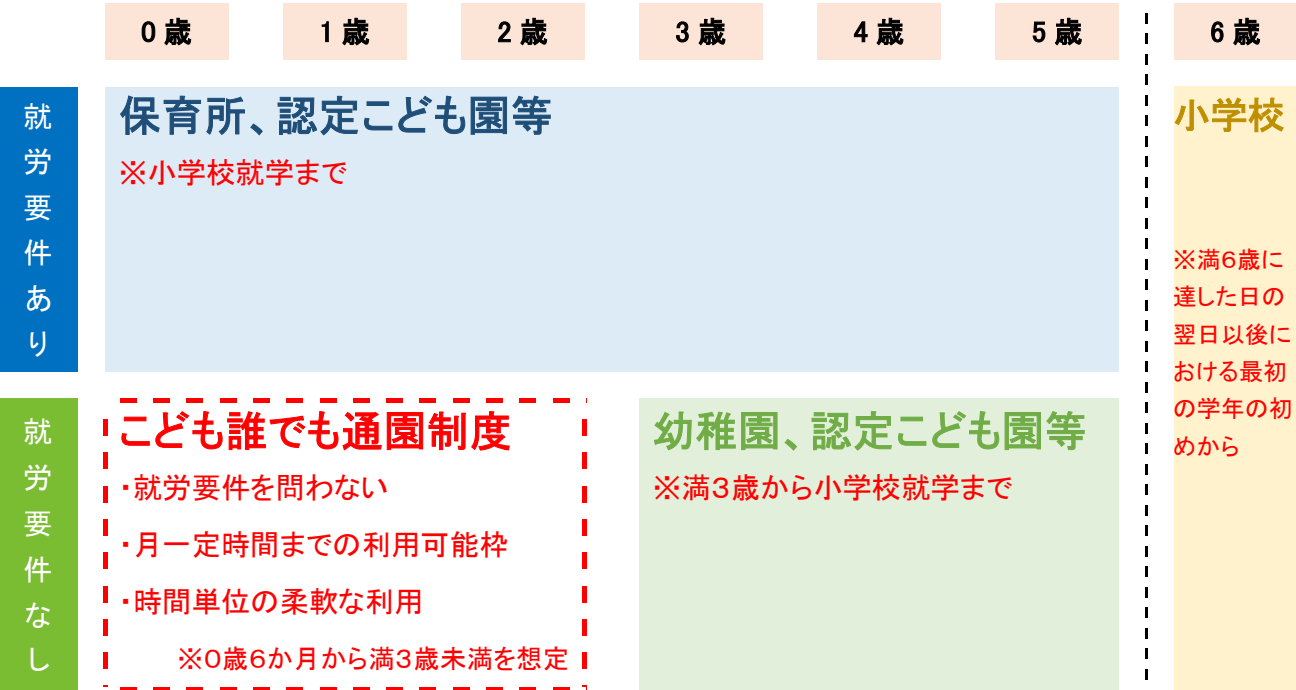 0歳 1歳 2歳 3歳 4歳 5歳 6歳
就労要件あり
保育所、認定こども園等
※小学校就学まで
小学校
※満6歳に
達した日の
翌日以後に
おける最初
の学年の初
めから
就労要件なし
こども誰でも通園制度
・就労要件を問わない
・月一定時間までの利用可能枠
・時間単位の柔軟な利用
※0歳6か月から満3歳未満を想定
幼稚園、認定こども園等
※満3歳から小学校就学まで